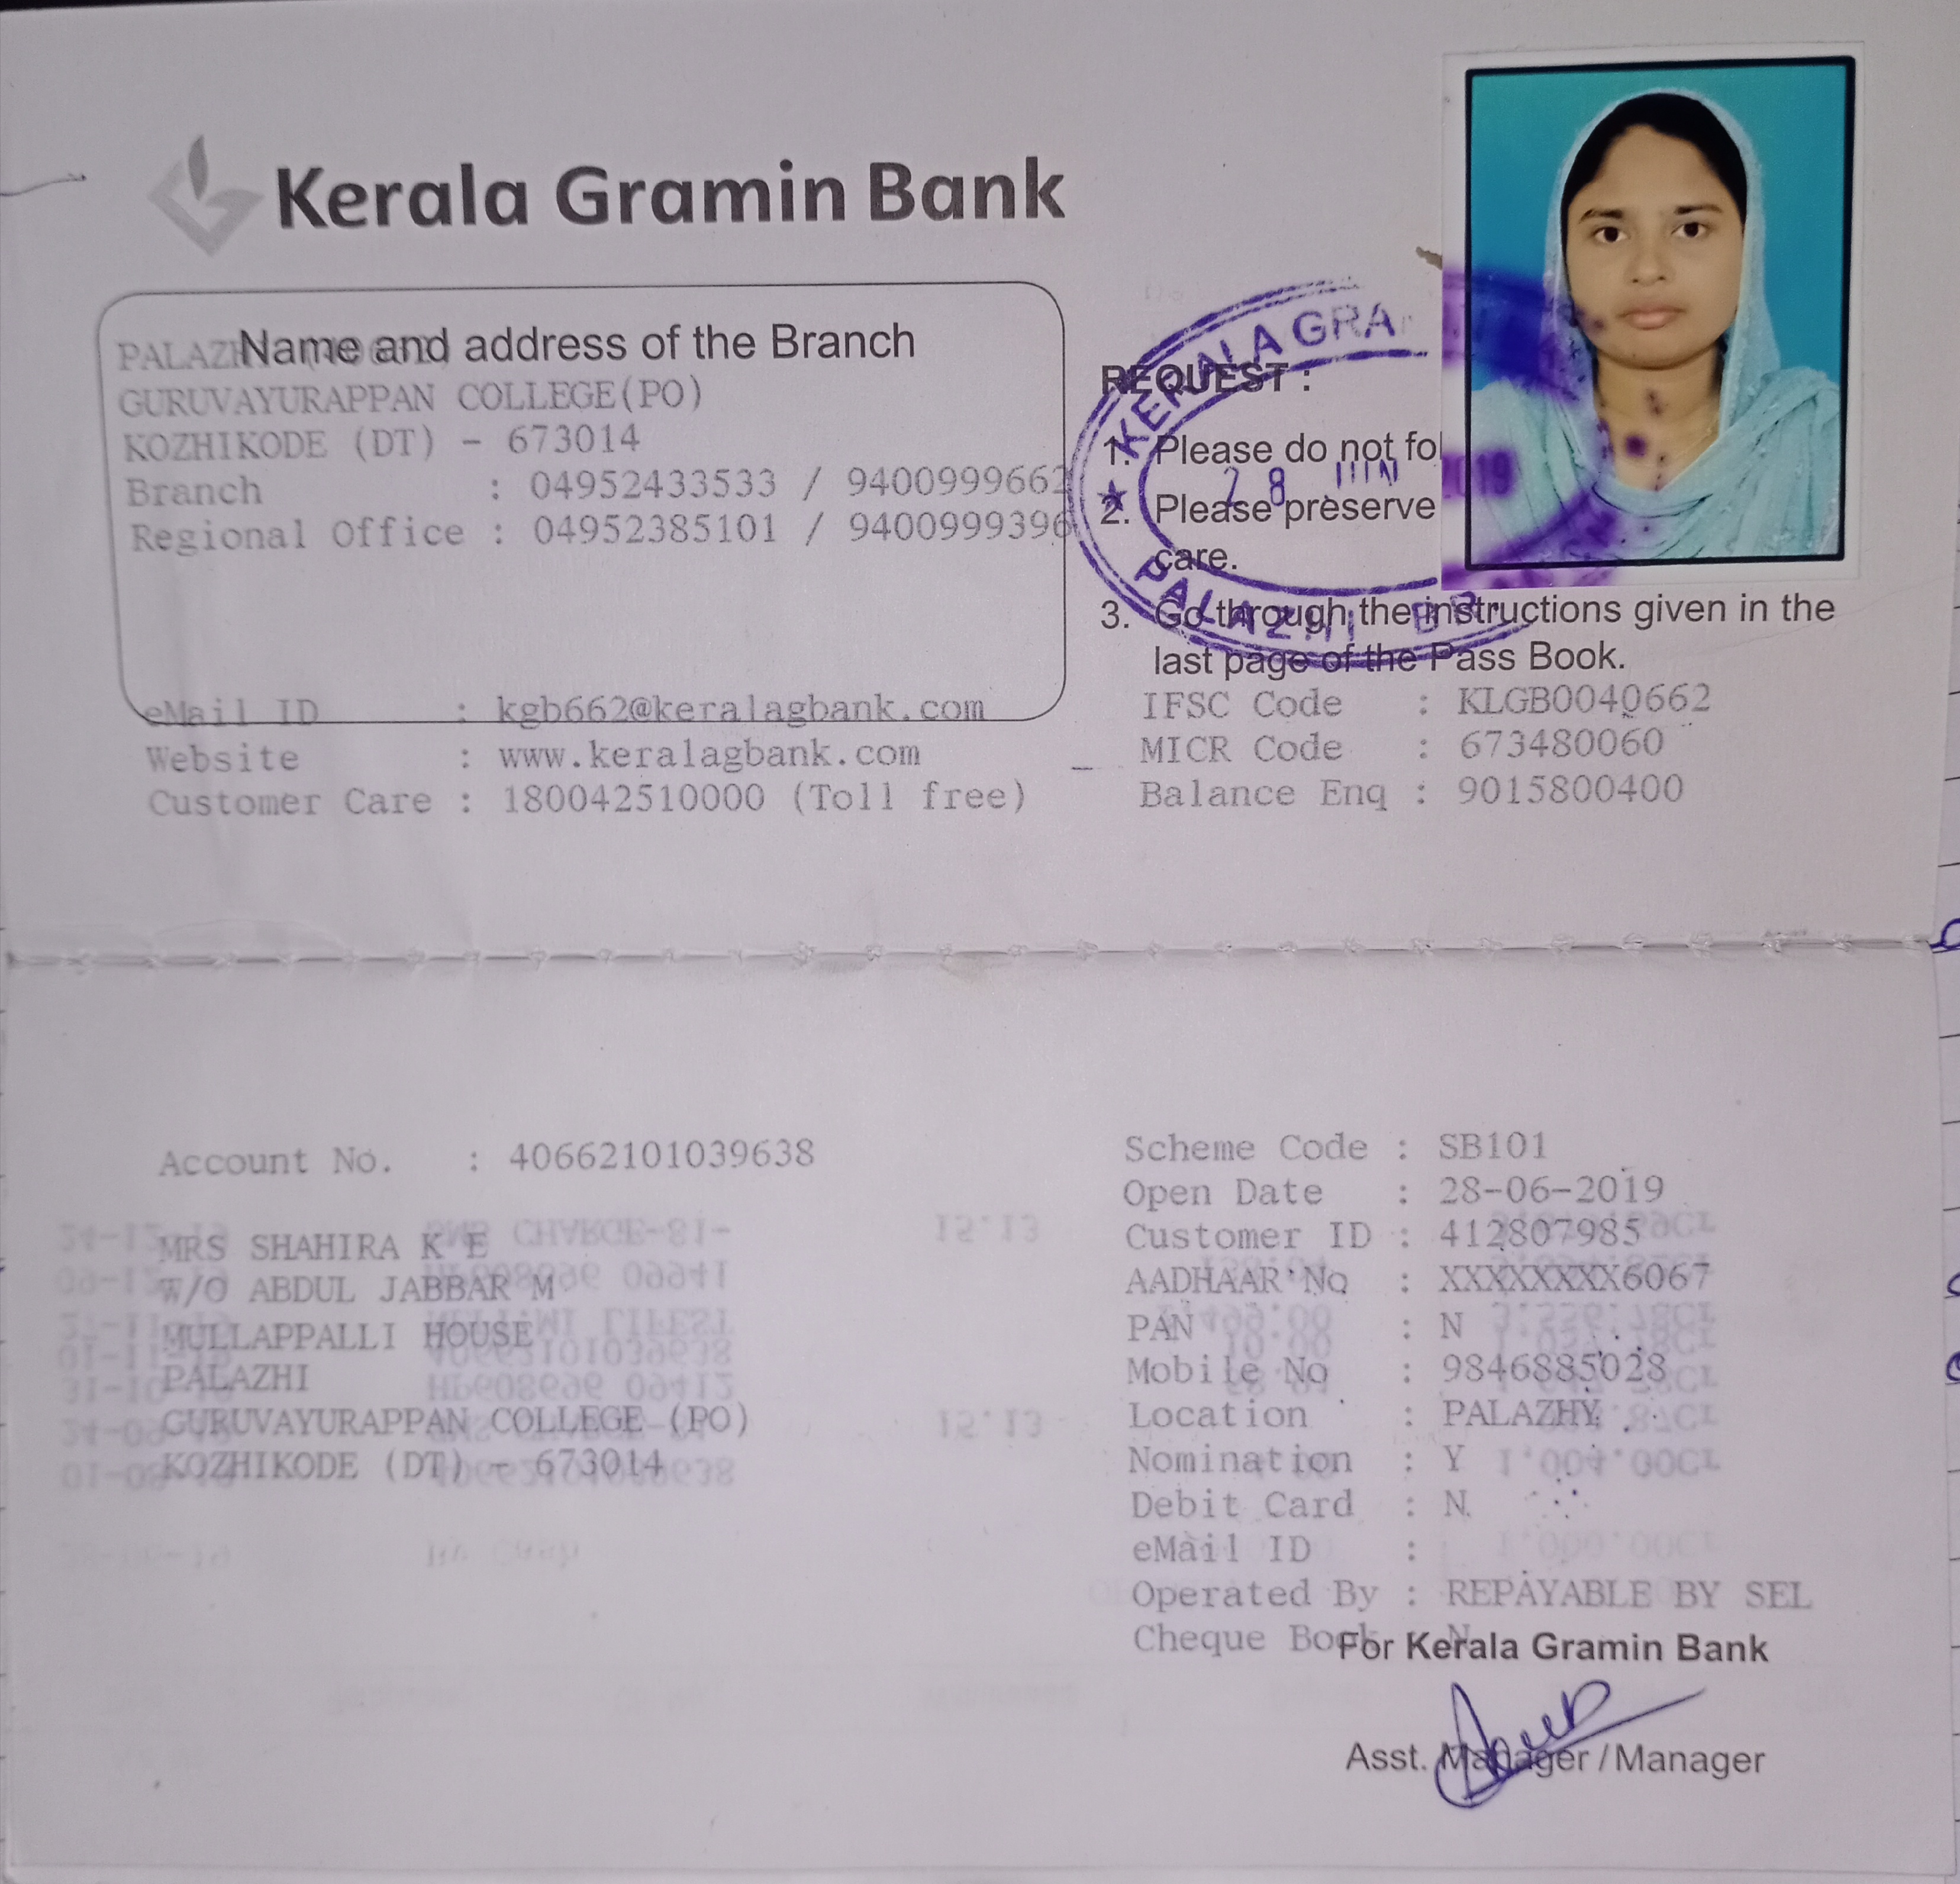 Kerala Gramin Bank
Name and address of the Branch
GURUVAYURAPPAN COLLEGE(PO)
KOZHIKODE (DT) - 673014
Branch : 04952433533 / 9400999662
Regional Office : 04952385101 / 9400999396
eMail ID : kgb662@keralagbank.com
Website : www.keralagbank.com
Customer Care : 180042510000 (Toll free)
KERALA GRA
PALAZHI
28 JUN 2019
REQUEST :
1. Please do not fol
2. Please preserve
care.
3. Go through the instructions given in the
last page of the Pass Book.
IFSC Code : KLGB0040662
MICR Code : 673480060
Balance Enq : 9015800400
Account No. : 40662101039638
MRS SHAHIRA K E
W/O ABDUL JABBAR M
MULLAPPALLI HOUSE
PALAZHI
GURUVAYURAPPAN COLLEGE (PO)
KOZHIKODE (DT) - 673014
Scheme Code : SB101
Open Date : 28-06-2019
Customer ID : 412807985
AADHAAR No : XXXXXXXX6067
PAN : N
Mobile No : 9846885028
Location : PALAZHY
Nomination : Y
Debit Card : N
eMail ID :
Operated By : REPAYABLE BY SEL
Cheque Book N
For Kerala Gramin Bank
Asst. Manager / Manager